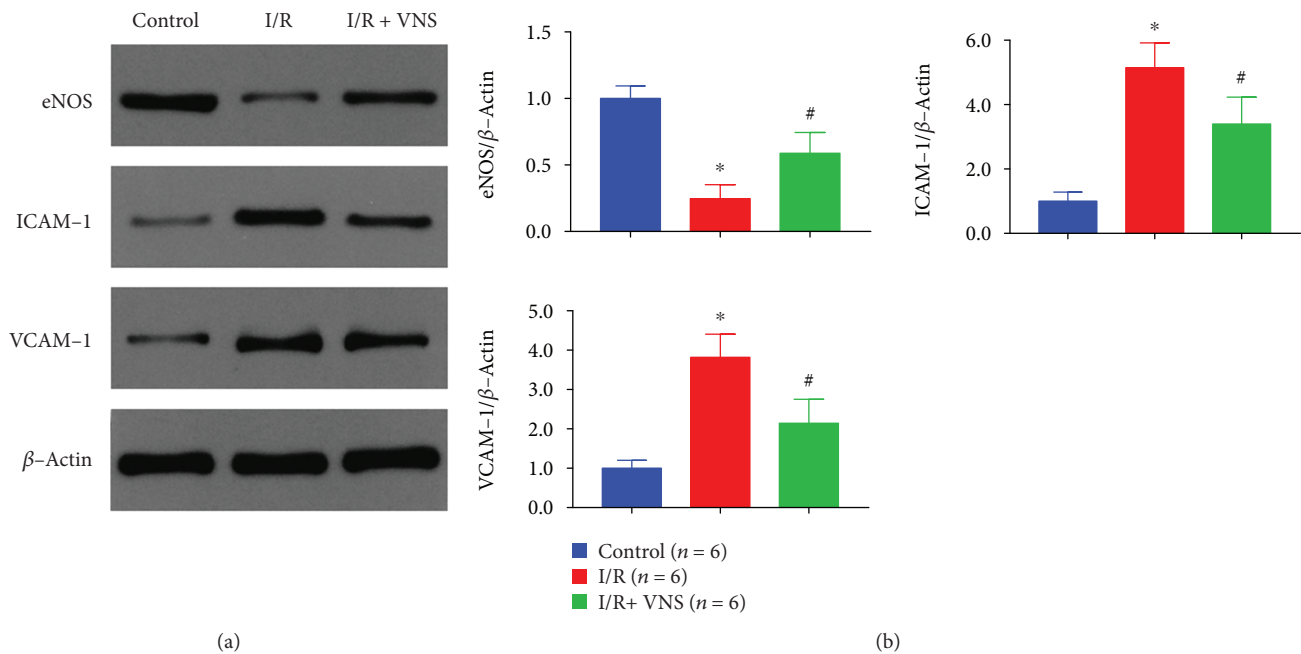 Control I/R I/R + VNS
eNOS
ICAM–1
VCAM–1
β–Actin
(a)
eNOS/β–Actin
1.5
1.0
0.5
0.0
*
#
ICAM–1/β–Actin
6.0
4.0
2.0
0.0
*
#
VCAM–1/β–Actin
5.0
4.0
3.0
2.0
1.0
0.0
*
#
Control (n = 6)
I/R (n = 6)
I/R+ VNS (n = 6)
(b)